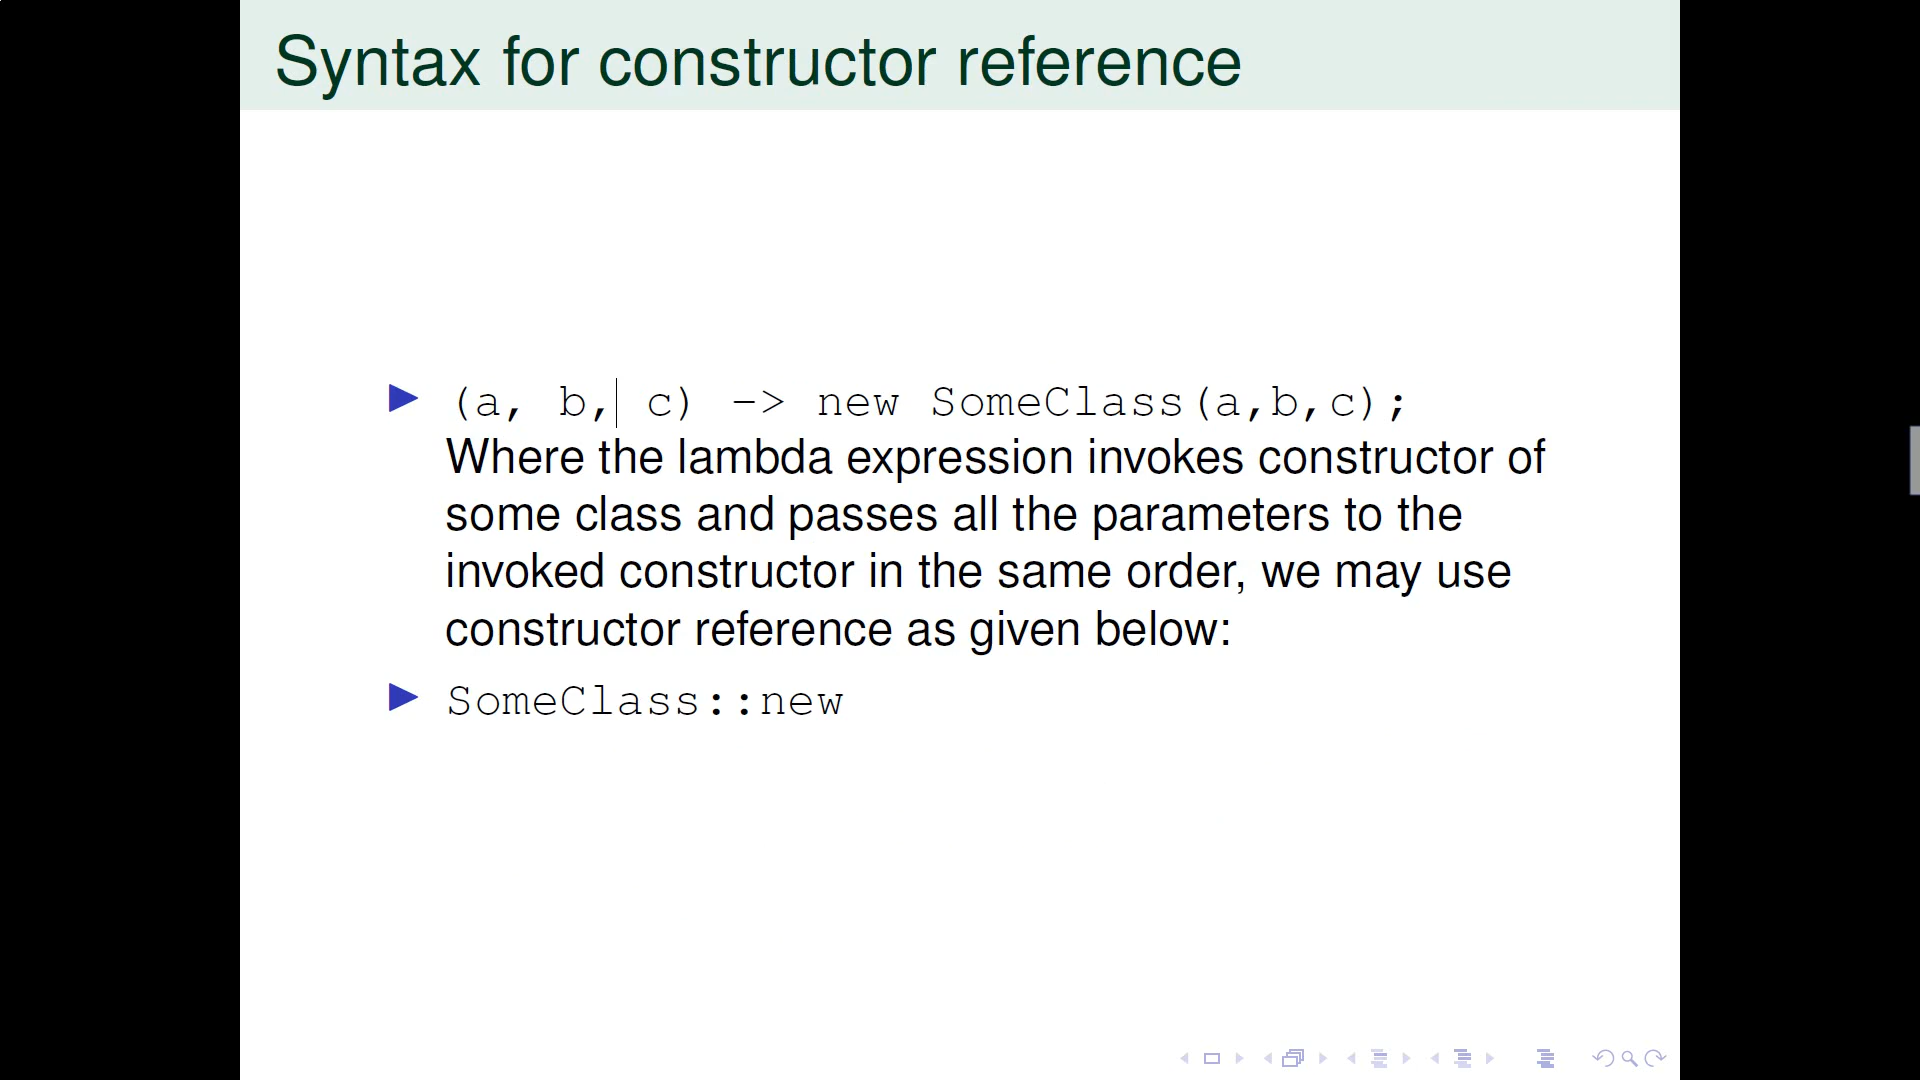 Syntax for constructor reference
(a, b, c) -> new SomeClass(a,b,c);
Where the lambda expression invokes constructor of
some class and passes all the parameters to the
invoked constructor in the same order, we may use
constructor reference as given below:
SomeClass::new